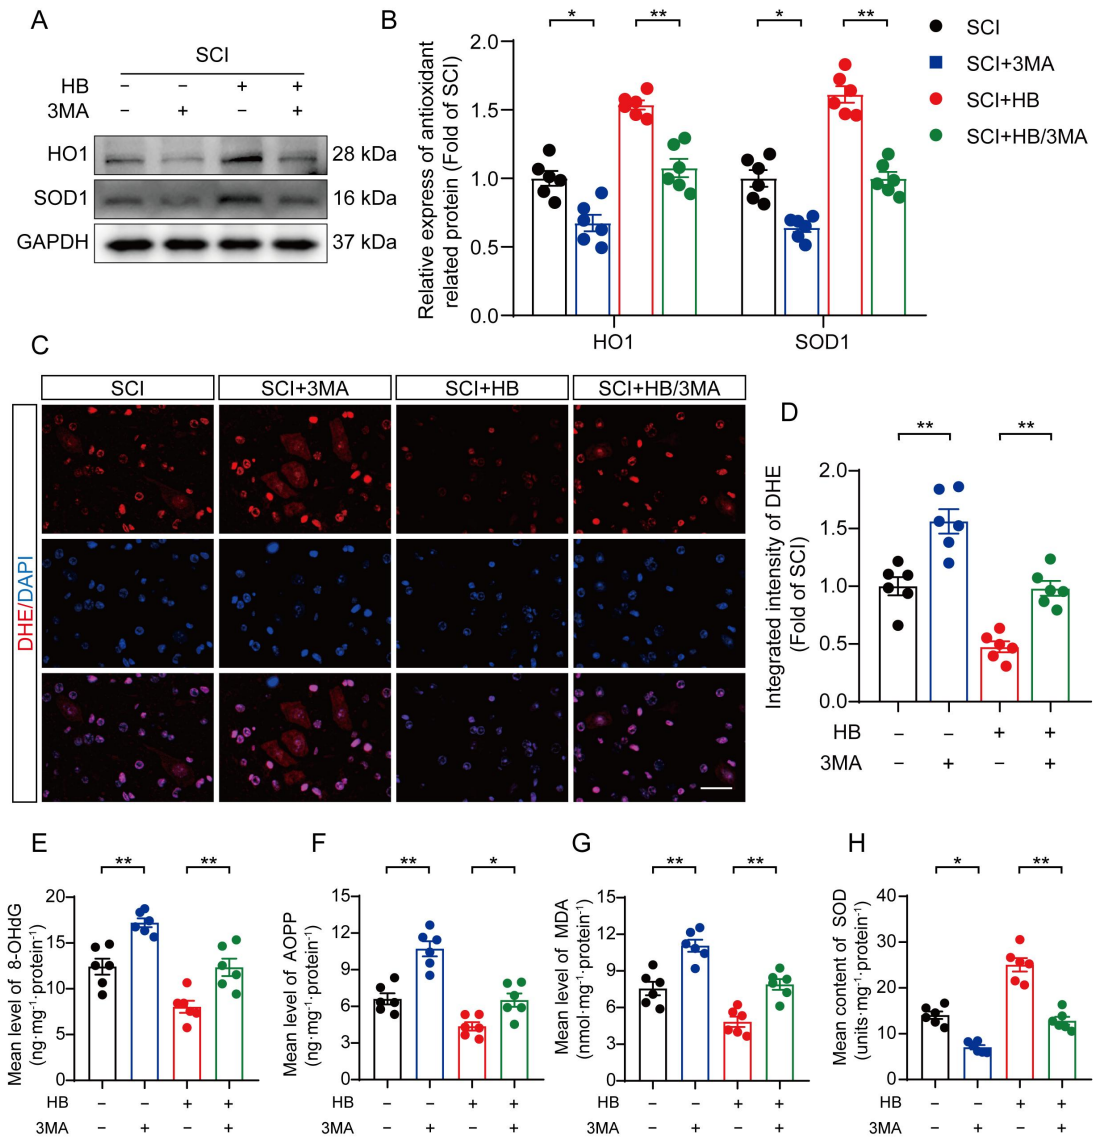 A
SCI
HB − − + +
3MA − + − +
HO1 28 kDa
SOD1 16 kDa
GAPDH 37 kDa
B
* ** * **
Relative express of antioxidant
related protein (Fold of SCI)
2.0
1.5
1.0
0.5
0.0
HO1 SOD1
SCI
SCI+3MA
SCI+HB
SCI+HB/3MA
C
SCI SCI+3MA SCI+HB SCI+HB/3MA
DHE/DAPI
D
** **
Integrated intensity of DHE
(Fold of SCI)
2.0
1.5
1.0
0.5
0.0
HB − − + +
3MA − + − +
E
** **
Mean level of 8-OHdG
(ng·mg⁻¹·protein⁻¹)
20
15
10
5
0
HB − − + +
3MA − + − +
F
** *
Mean level of AOPP
(ng·mg⁻¹·protein⁻¹)
15
12
9
6
3
0
− − + +
− + − +
G
** **
Mean level of MDA
(nmol·mg⁻¹·protein⁻¹)
15
12
9
6
3
0
HB − − + +
3MA − + − +
H
* **
Mean content of SOD
(units·mg⁻¹·protein⁻¹)
40
30
20
10
0
− − + +
− + − +